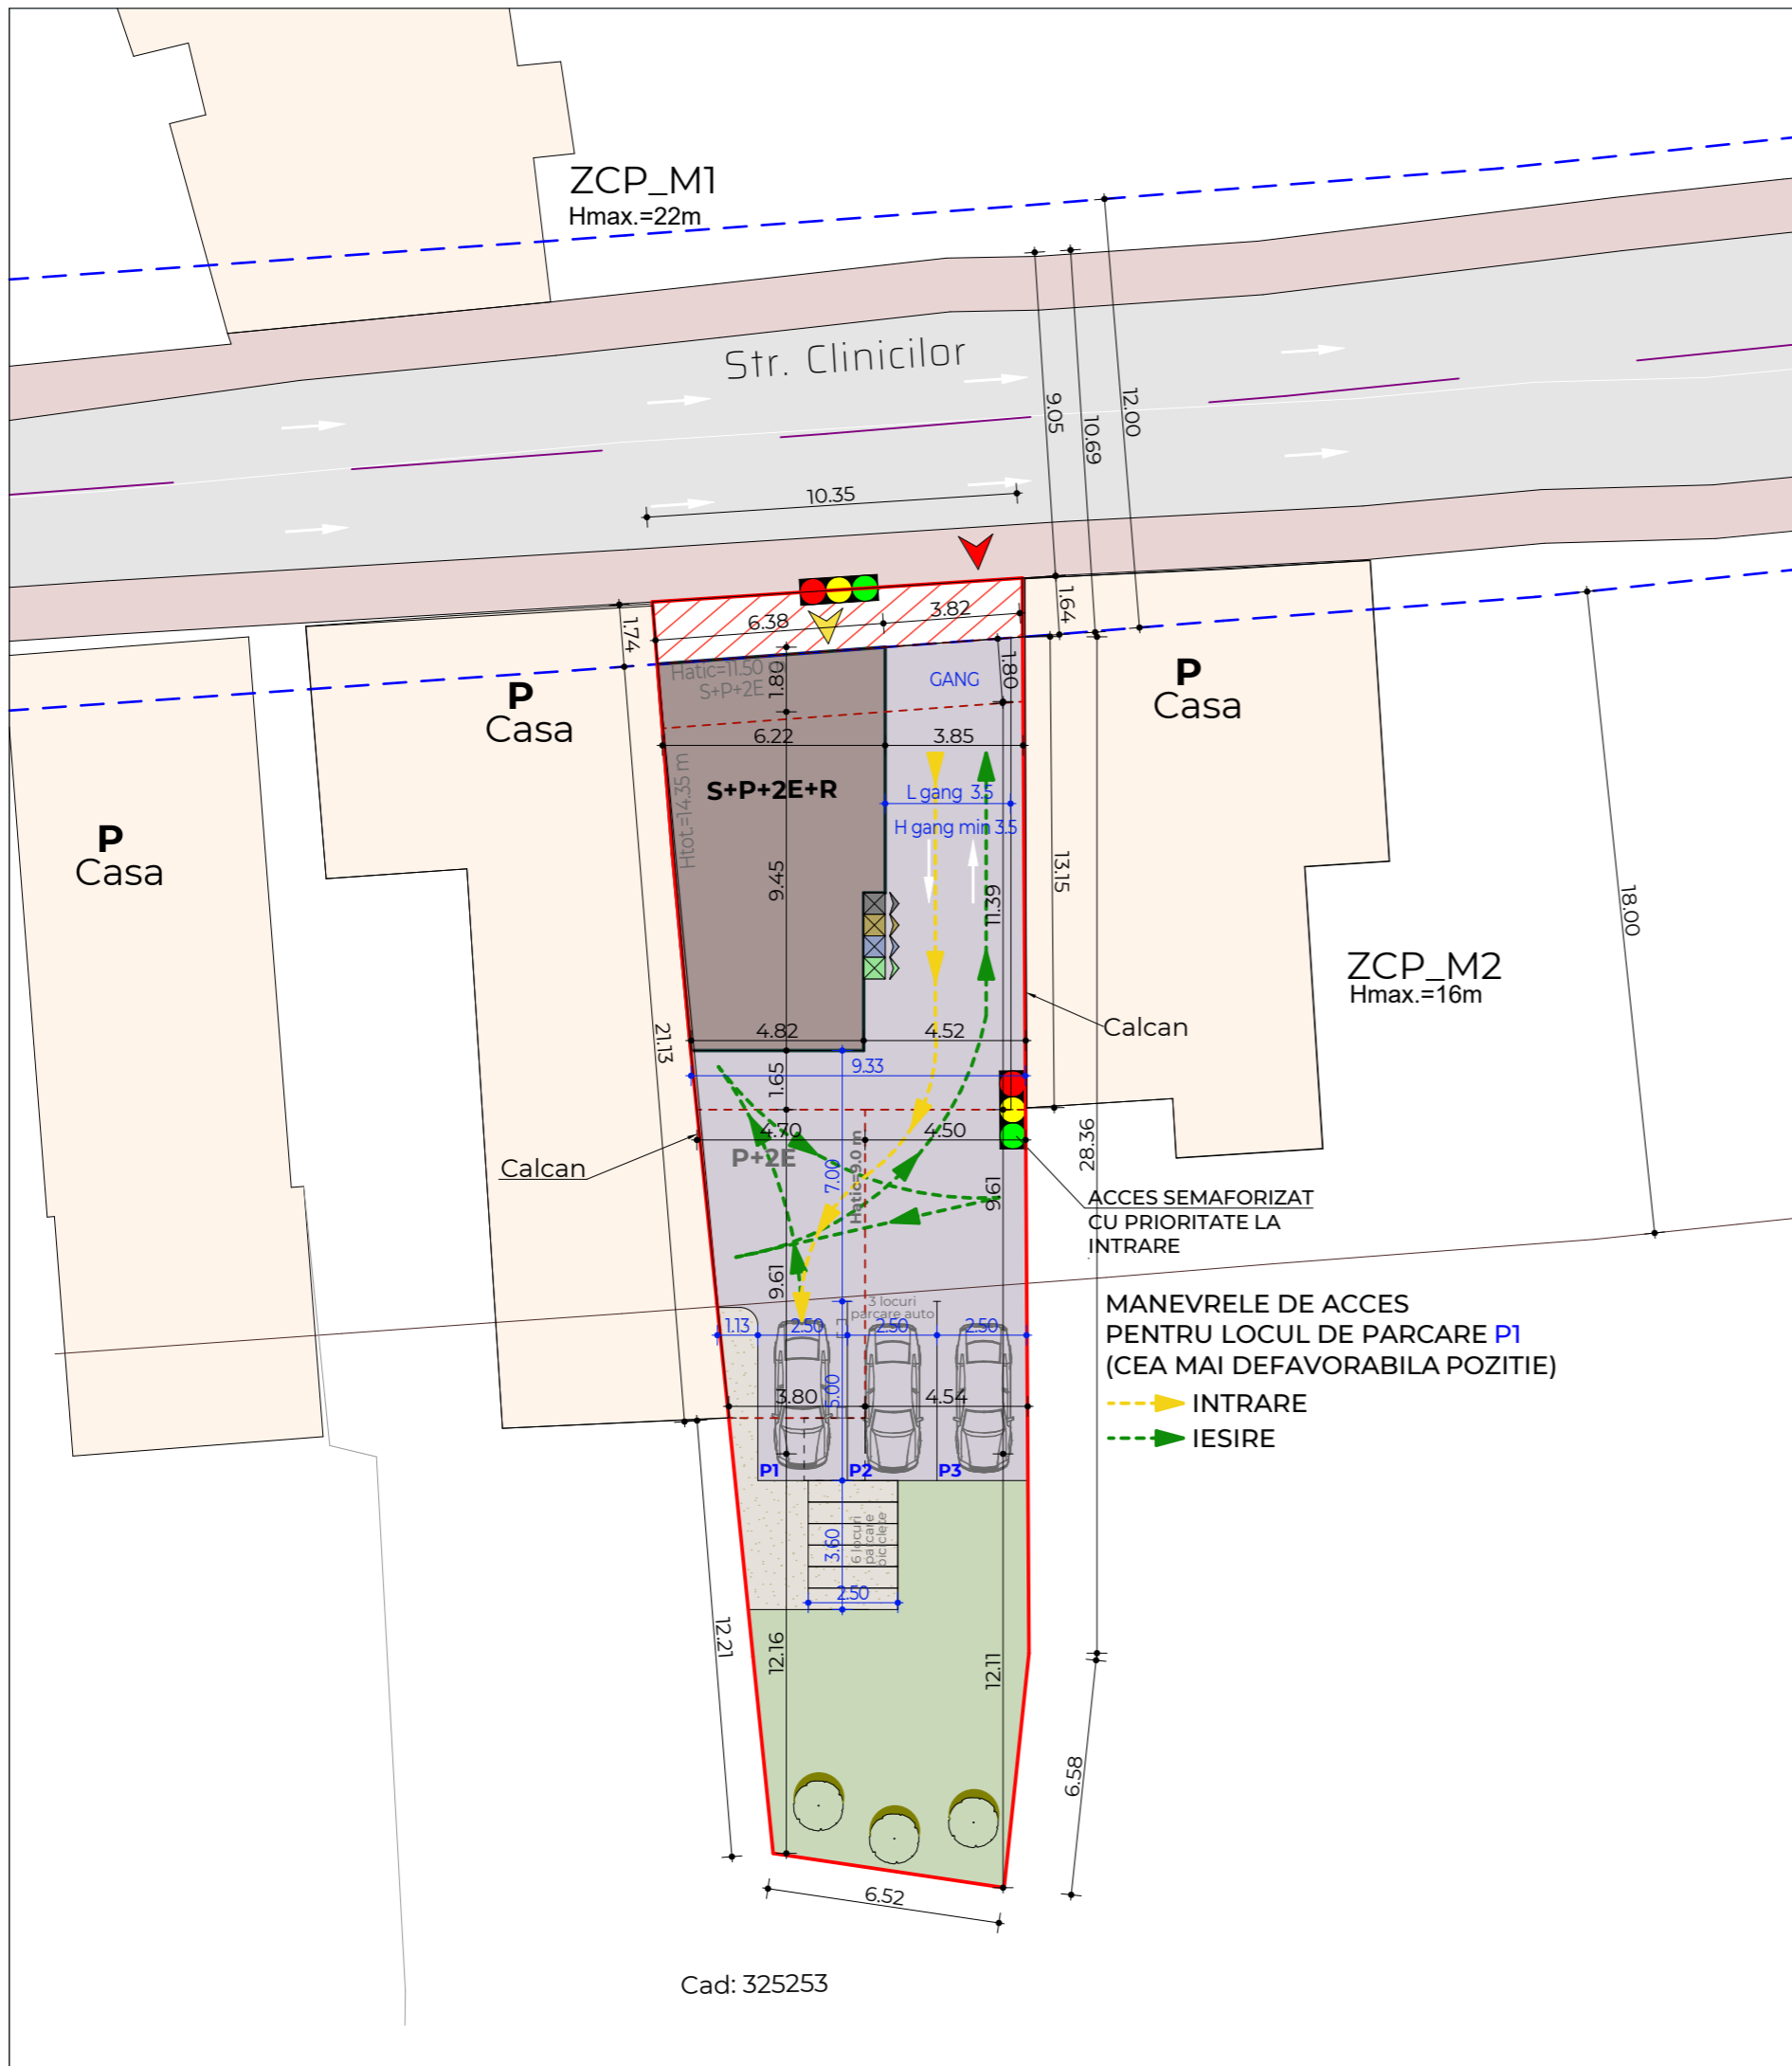 ZCP_M1
Hmax.=22m
Str. Clinicilor
9.05
10.69
12.00
10.35
1.64
6.38
3.82
1.74
Hatic=11.50
S+P+2E
1.80
GANG
1.80
P
Casa
P
Casa
P
Casa
6.22
3.85
S+P+2E+R
Htot.=14.35 m
L gang 3.5
H gang min 3.5
9.45
11.39
13.15
18.00
ZCP_M2
Hmax.=16m
Calcan
21.13
4.82
4.52
9.33
1.65
4.70
4.50
P+2E
Hatic=9.0 m
7.00
28.36
Calcan
9.61
9.61
ACCES SEMAFORIZAT
CU PRIORITATE LA
INTRARE
3 locuri
parcare auto
1.13
2.50
2.50
2.50
MANEVRELE DE ACCES
PENTRU LOCUL DE PARCARE P1
(CEA MAI DEFAVORABILA POZITIE)
INTRARE
IESIRE
3.80
5.00
4.54
P1
P2
P3
3.60
6 locuri
parcare
biciclete
2.50
12.21
12.16
12.11
6.58
6.52
Cad: 325253